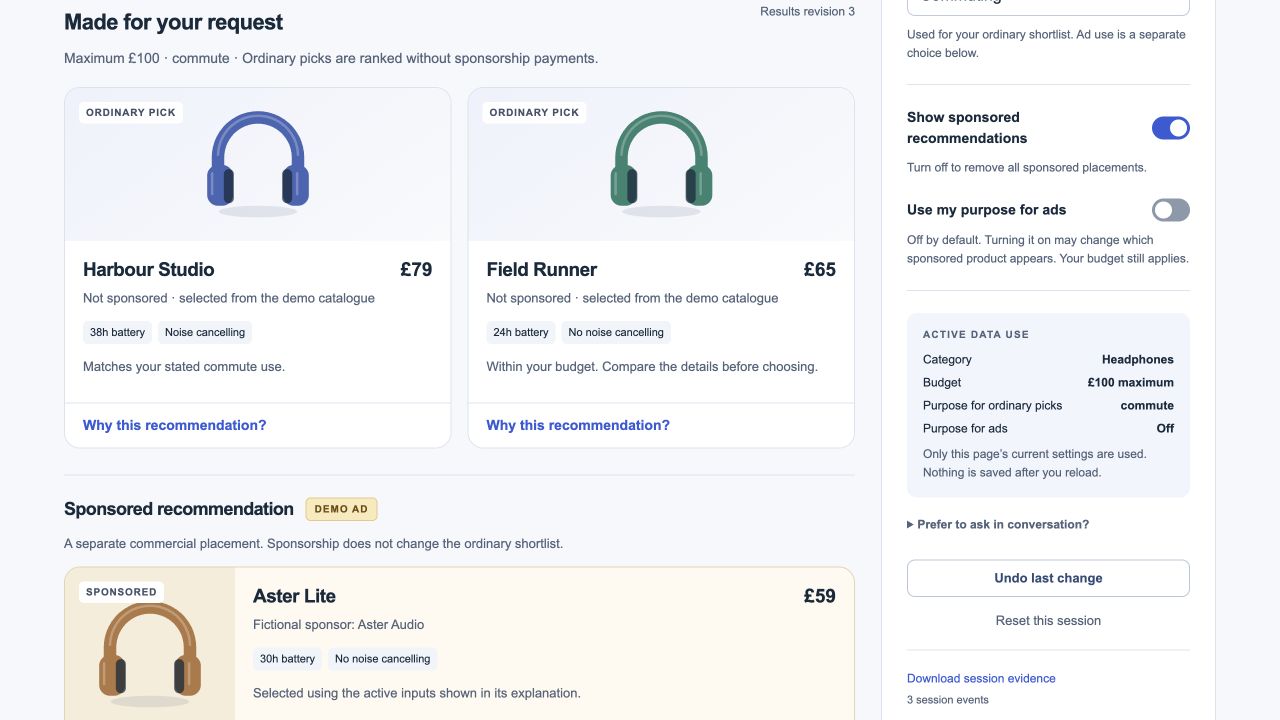 Made for your request
Results revision 3
Maximum £100 · commute · Ordinary picks are ranked without sponsorship payments.
ORDINARY PICK
Harbour Studio £79
Not sponsored · selected from the demo catalogue
38h battery Noise cancelling
Matches your stated commute use.
Why this recommendation?
ORDINARY PICK
Field Runner £65
Not sponsored · selected from the demo catalogue
24h battery No noise cancelling
Within your budget. Compare the details before choosing.
Why this recommendation?
Sponsored recommendation DEMO AD
A separate commercial placement. Sponsorship does not change the ordinary shortlist.
SPONSORED
Aster Lite £59
Fictional sponsor: Aster Audio
30h battery No noise cancelling
Selected using the active inputs shown in its explanation.
Used for your ordinary shortlist. Ad use is a separate
choice below.
Show sponsored
recommendations
Turn off to remove all sponsored placements.
Use my purpose for ads
Off by default. Turning it on may change which
sponsored product appears. Your budget still applies.
ACTIVE DATA USE
Category Headphones
Budget £100 maximum
Purpose for ordinary picks commute
Purpose for ads Off
Only this page’s current settings are used.
Nothing is saved after you reload.
Prefer to ask in conversation?
Undo last change
Reset this session
Download session evidence
3 session events